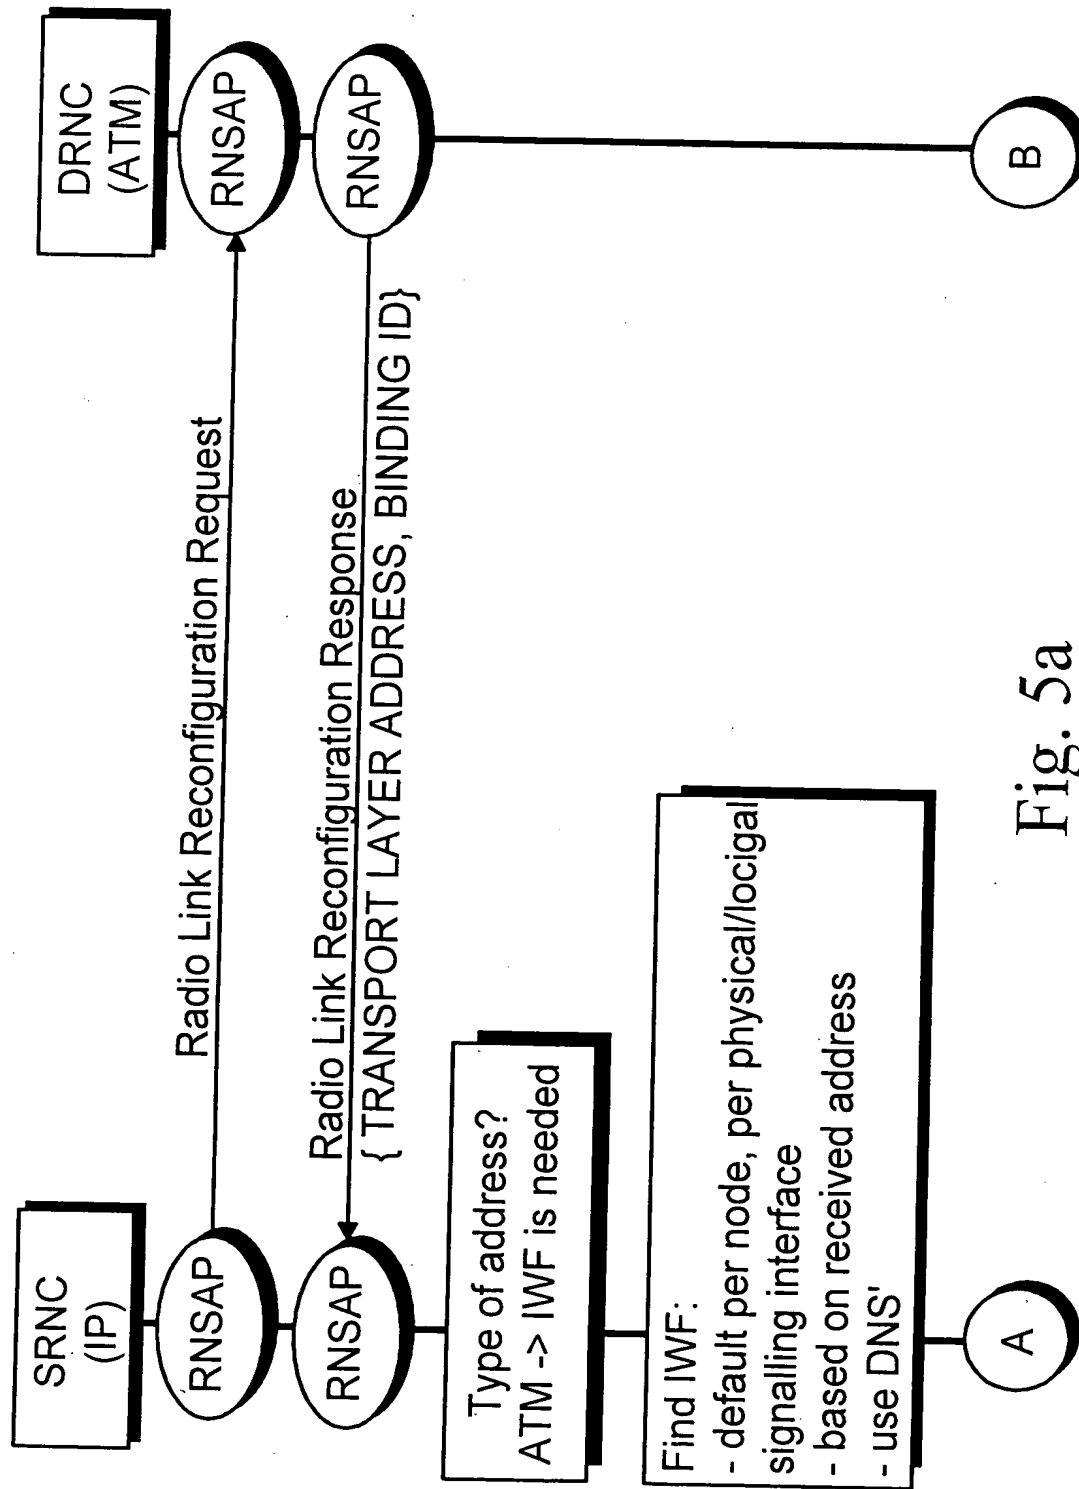 SRNC
(IP)
DRNC
(ATM)
RNSAP
Radio Link Reconfiguration Request
RNSAP
RNSAP
Radio Link Reconfiguration Response
{ TRANSPORT LAYER ADDRESS, BINDING ID}
RNSAP
Type of address?
ATM -> IWF is needed
Find IWF:
- default per node, per physical/locigal
signalling interface
- based on received address
- use DNS'
A
B
Fig. 5a